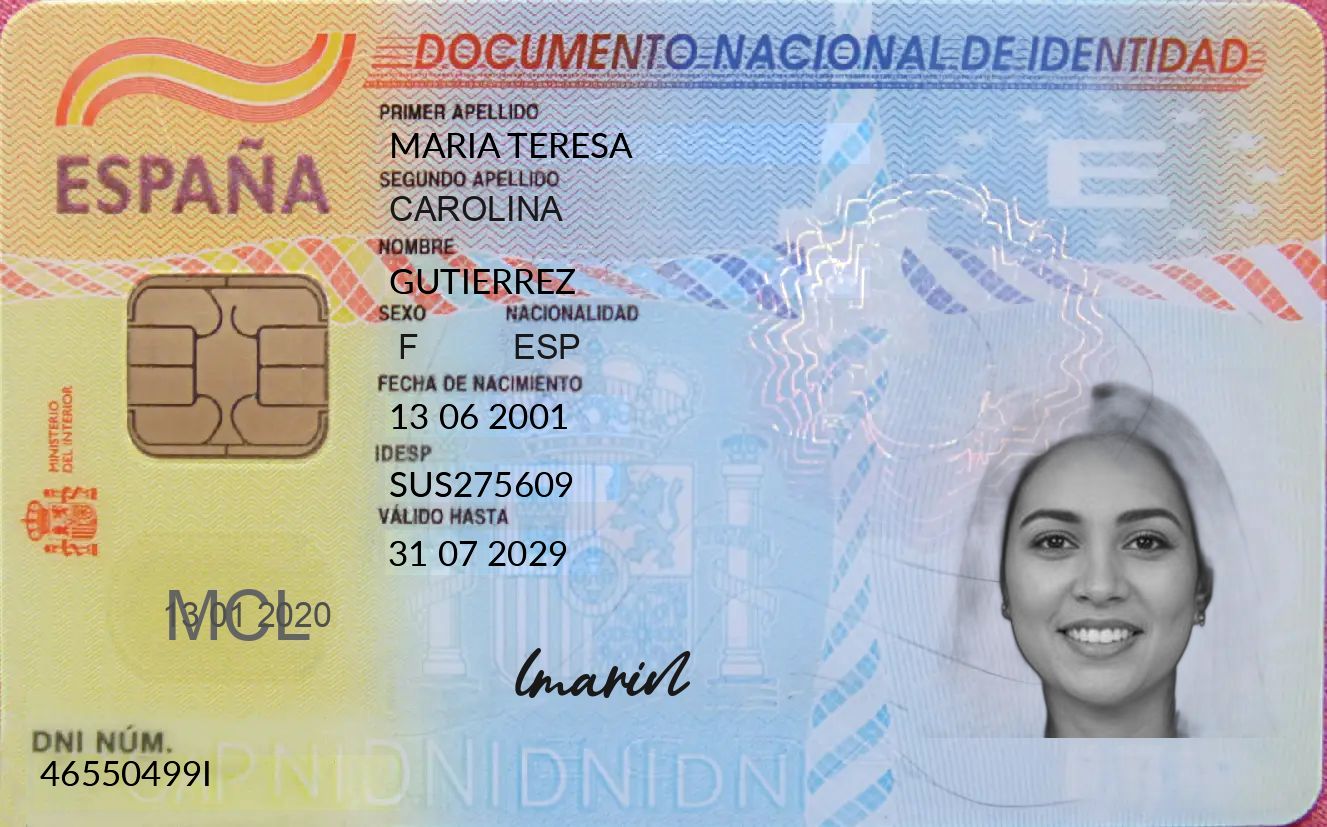 DOCUMENTO NACIONAL DE IDENTIDAD
ESPAÑA
PRIMER APELLIDO
MARIA TERESA
SEGUNDO APELLIDO
CAROLINA
NOMBRE
GUTIERREZ
SEXO NACIONALIDAD
F ESP
FECHA DE NACIMIENTO
13 06 2001
IDESP
SUS275609
VÁLIDO HASTA
31 07 2029
MINISTERIO
DEL INTERIOR
MCL
13 01 2020
DNI NÚM.
46550499I
E
DNIDNIDNIDN